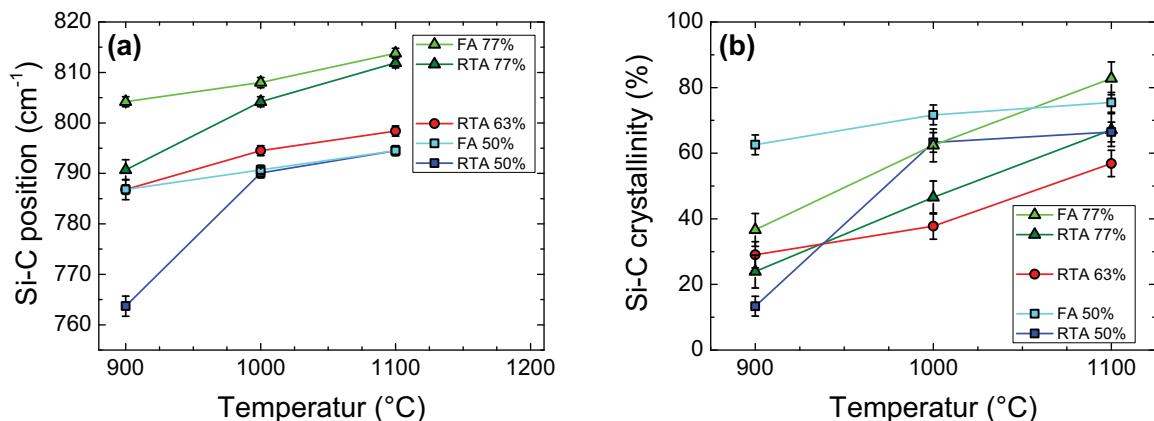 (a)
Si-C position (cm-1)
820
810
800
790
780
770
760
900
1000
1100
1200
Temperatur (°C)
FA 77%
RTA 77%
RTA 63%
FA 50%
RTA 50%
(b)
Si-C crystallinity (%)
100
80
60
40
20
0
900
1000
1100
Temperatur (°C)
FA 77%
RTA 77%
RTA 63%
FA 50%
RTA 50%